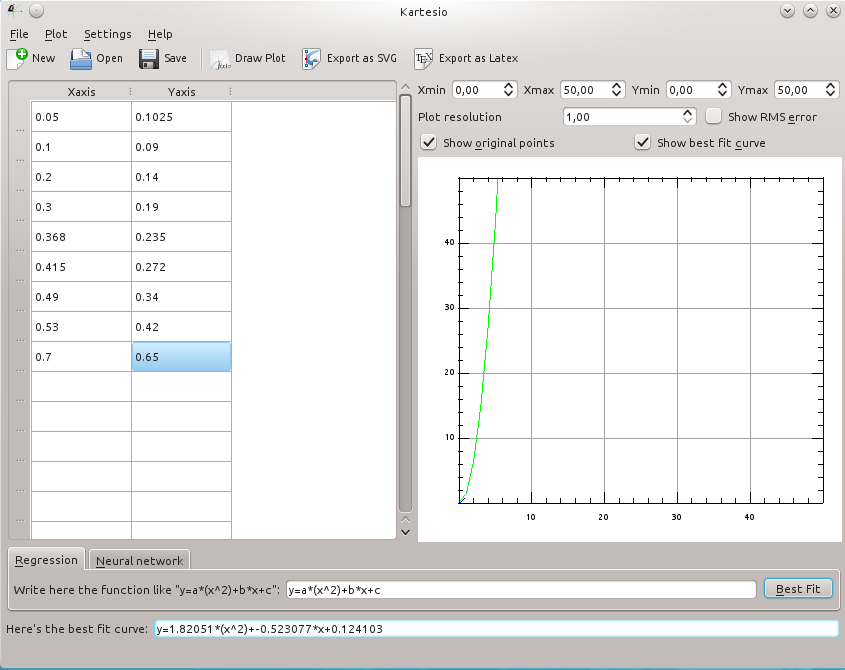 Kartesio
File Plot Settings Help
New Open Save Draw Plot Export as SVG TEX Export as Latex
Xaxis Yaxis
0.05 0.1025
0.1 0.09
0.2 0.14
0.3 0.19
0.368 0.235
0.415 0.272
0.49 0.34
0.53 0.42
0.7 0.65
Xmin 0,00 Xmax 50,00 Ymin 0,00 Ymax 50,00
Plot resolution 1,00 Show RMS error
Show original points Show best fit curve
40
30
20
10
10 20 30 40
Regression Neural network
Write here the function like "y=a*(x^2)+b*x+c": y=a*(x^2)+b*x+c Best Fit
Here's the best fit curve: y=1.82051*(x^2)+-0.523077*x+0.124103